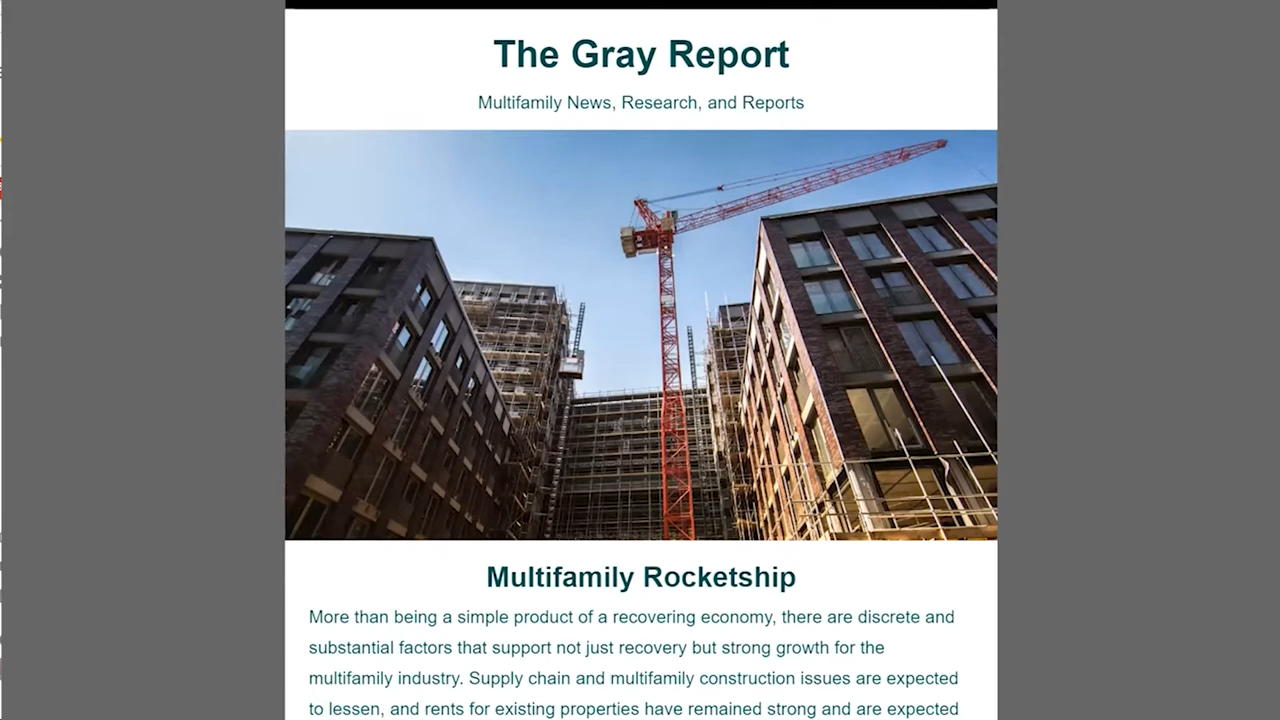 The Gray Report
Multifamily News, Research, and Reports
Multifamily Rocketship
More than being a simple product of a recovering economy, there are discrete and
substantial factors that support not just recovery but strong growth for the
multifamily industry. Supply chain and multifamily construction issues are expected
to lessen, and rents for existing properties have remained strong and are expected